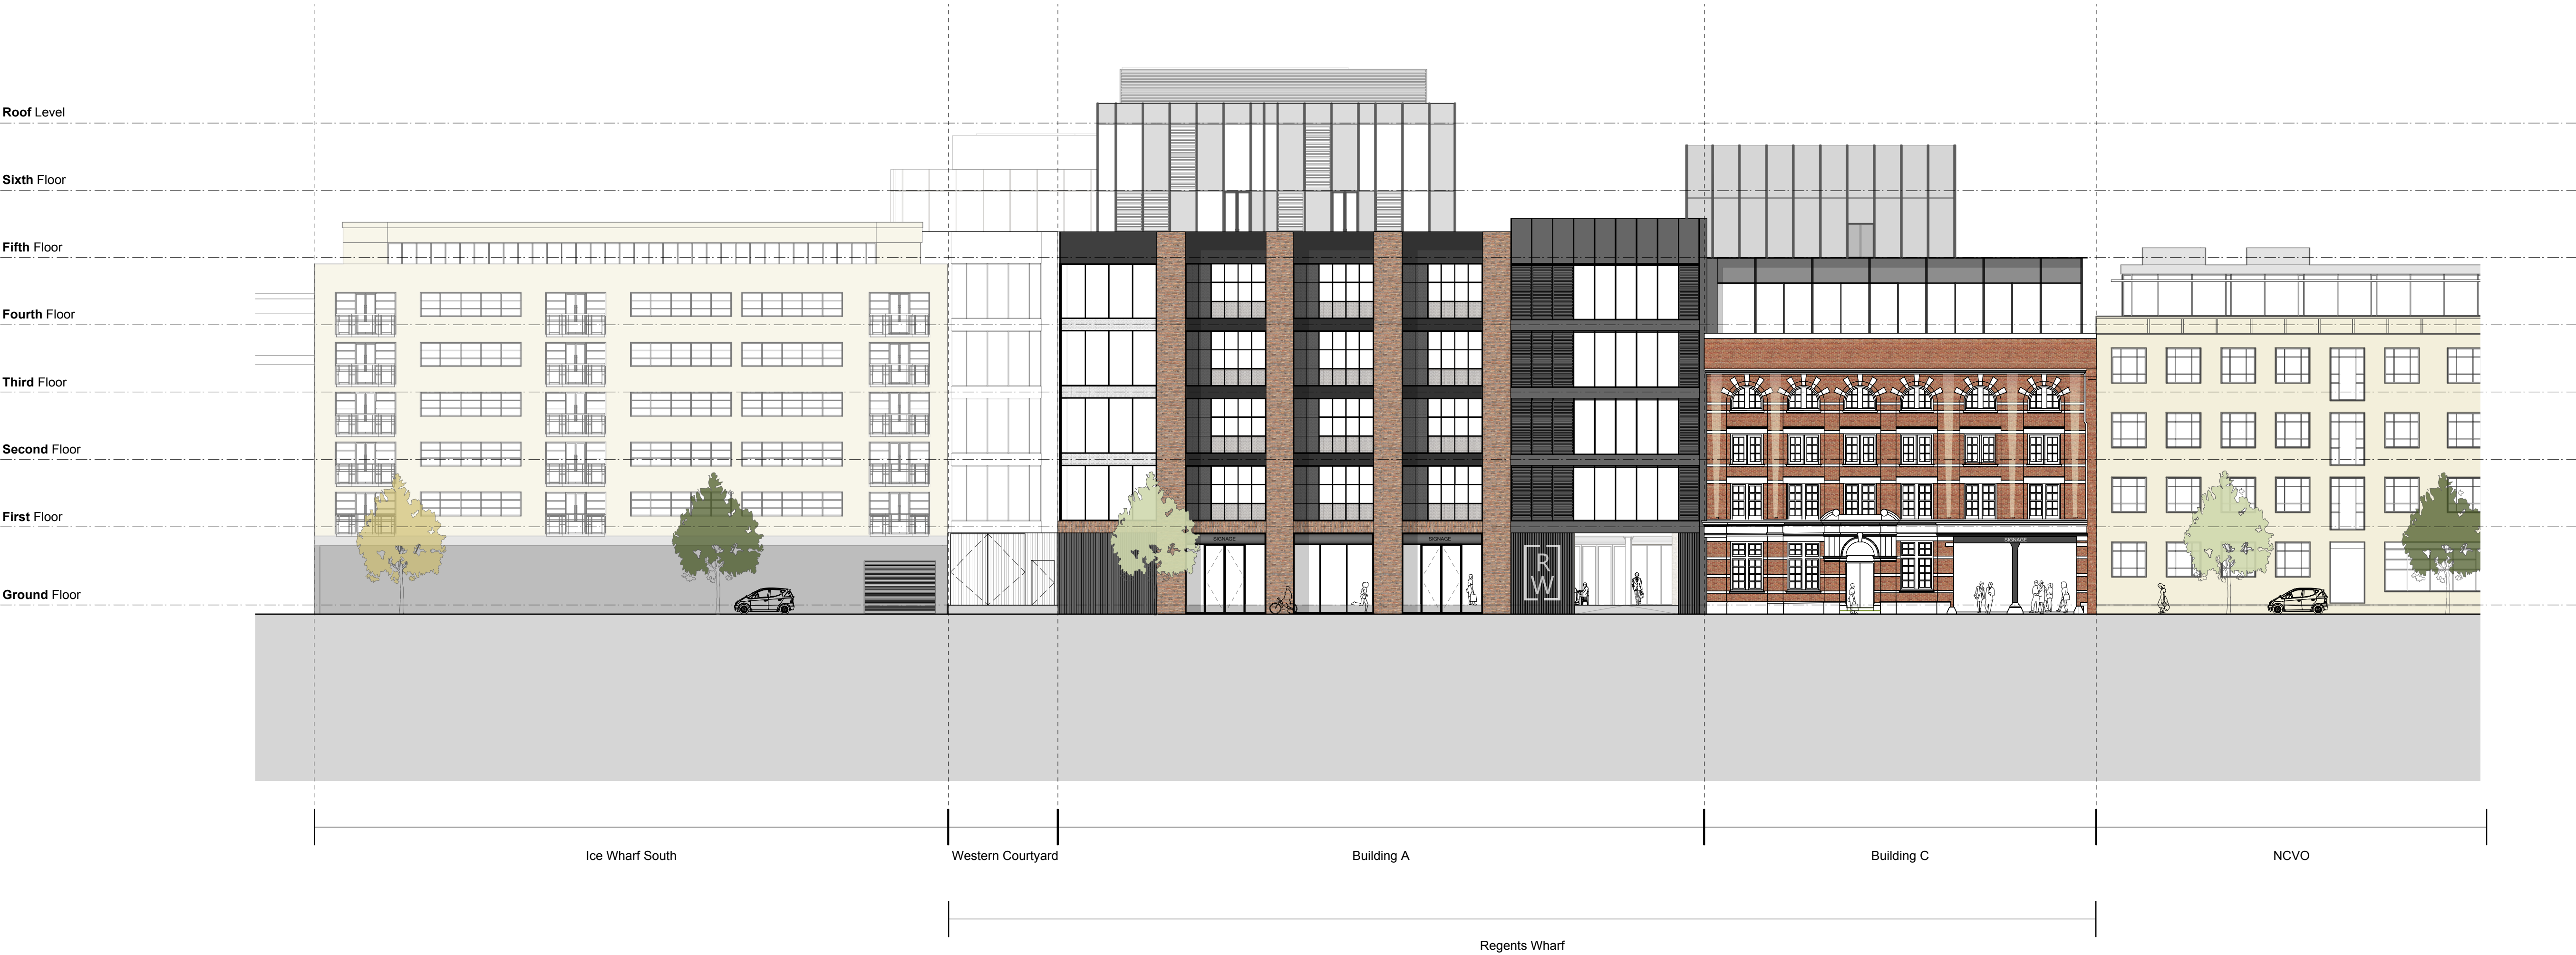 Roof Level
Sixth Floor
Fifth Floor
Fourth Floor
Third Floor
Second Floor
First Floor
Ground Floor
SIGNAGE
SIGNAGE
SIGNAGE
R
W
Ice Wharf South
Western Courtyard
Building A
Building C
NCVO
Regents Wharf